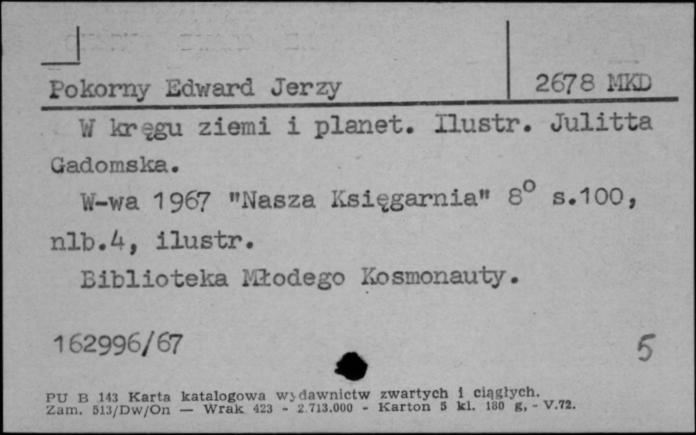 Pokorny Edward Jerzy 2678 MKD
W kręgu ziemi i planet. Ilustr. Julitta
Gadomska.
W-wa 1967 "Nasza Księgarnia" 8° s.100,
nlb.4, ilustr.
Biblioteka Młodego Kosmonauty.
162996/67 5
PU B 143 Karta katalogowa wydawnictw zwartych i ciągłych.
Zam. 513/Dw/On — Wrak 423 - 2.713.000 - Karton 5 kl. 180 g, - V.72.